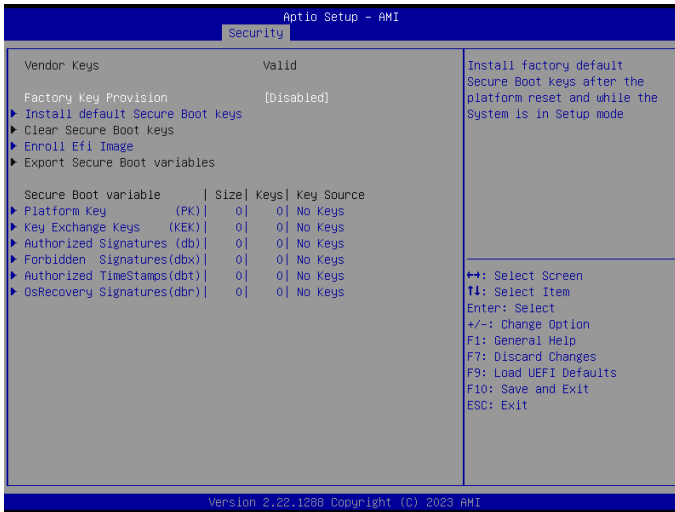 Aptio Setup – AMI
Security
Vendor Keys Valid
Factory Key Provision [Disabled]
Install default Secure Boot keys
Clear Secure Boot keys
Enroll Efi Image
Export Secure Boot variables
Secure Boot variable | Size| Keys| Key Source
Platform Key (PK)| 0| 0| No Keys
Key Exchange Keys (KEK)| 0| 0| No Keys
Authorized Signatures (db)| 0| 0| No Keys
Forbidden Signatures(dbx)| 0| 0| No Keys
Authorized TimeStamps(dbt)| 0| 0| No Keys
OsRecovery Signatures(dbr)| 0| 0| No Keys
Install factory default
Secure Boot keys after the
platform reset and while the
System is in Setup mode
↔: Select Screen
↑↓: Select Item
Enter: Select
+/-: Change Option
F1: General Help
F7: Discard Changes
F9: Load UEFI Defaults
F10: Save and Exit
ESC: Exit
Version 2.22.1288 Copyright (C) 2023 AMI